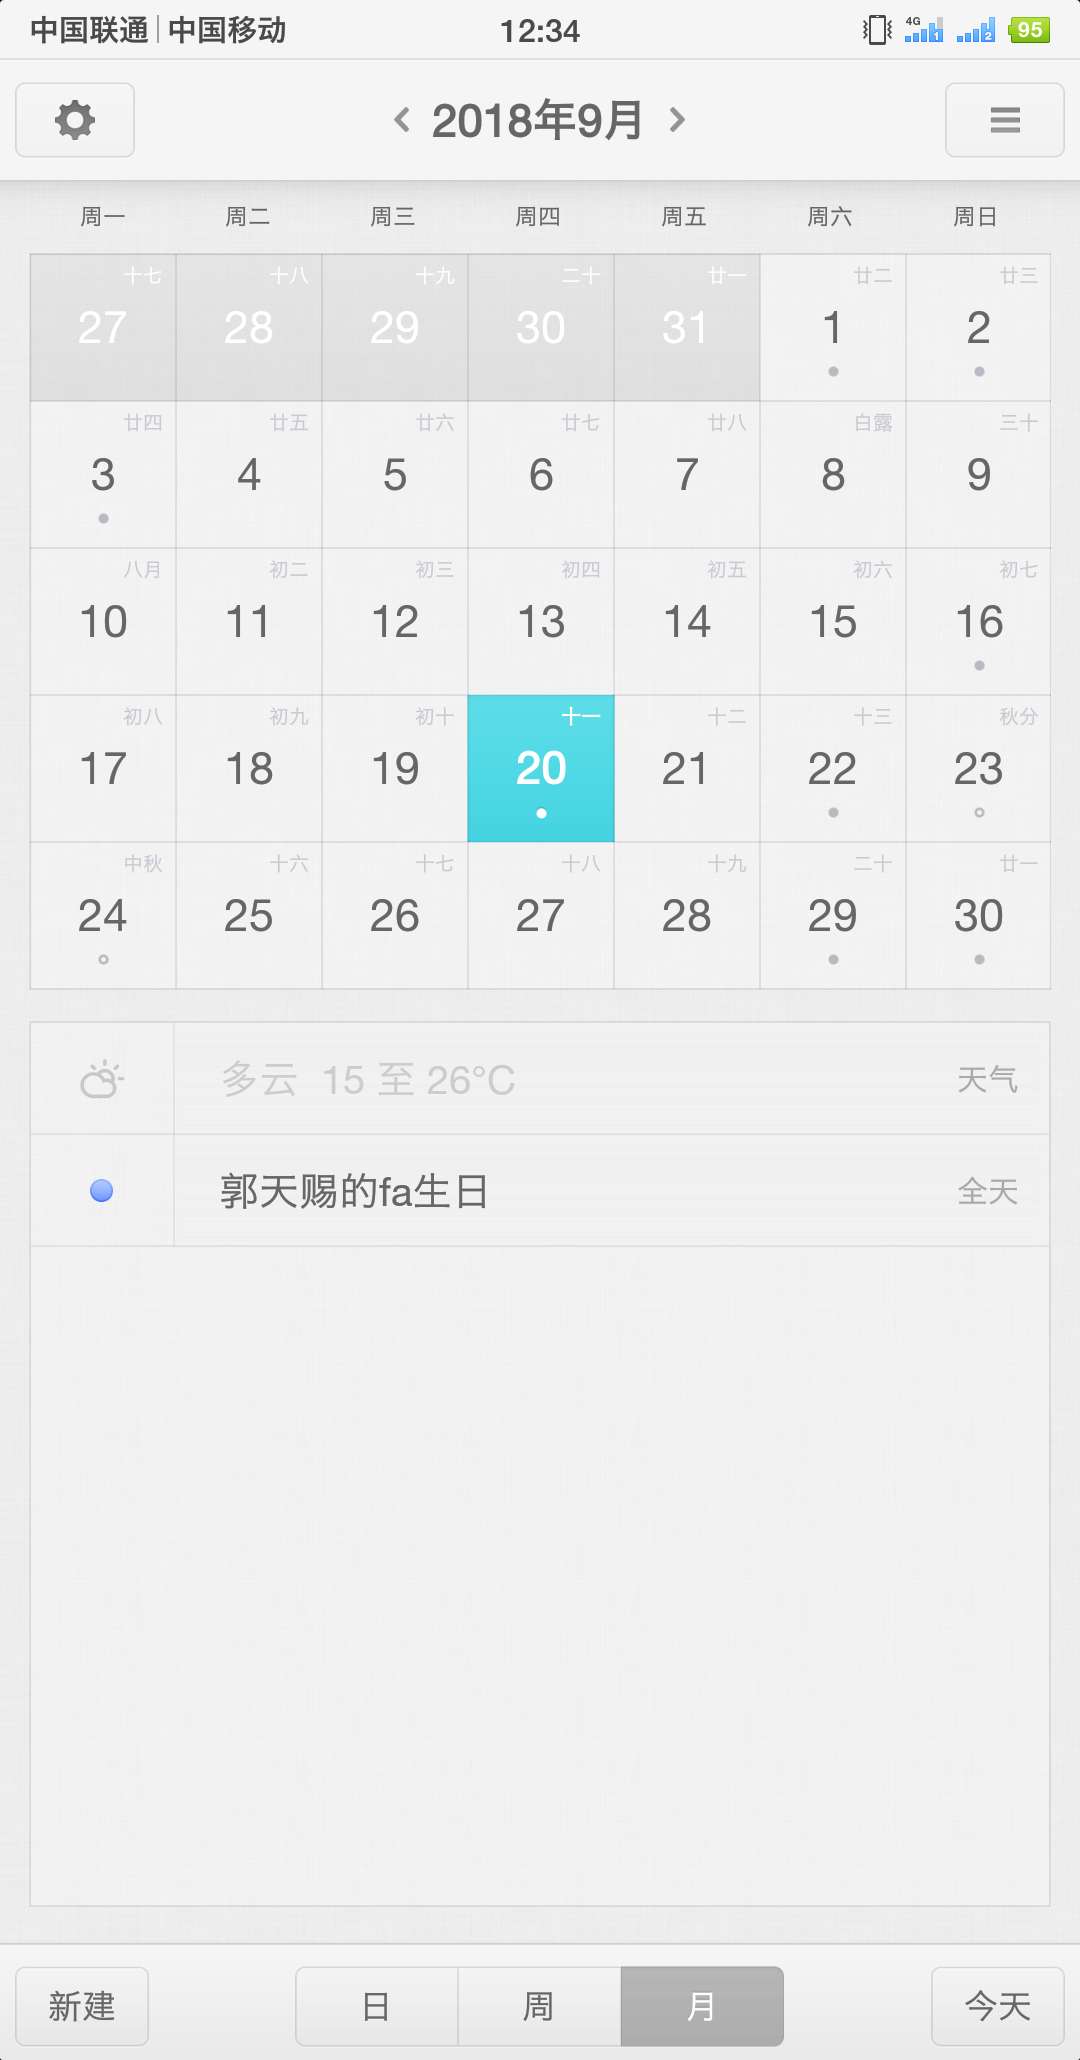 中国联通 中国移动 12:34 4G 1 2 95
2018年9月
周一 周二 周三 周四 周五 周六 周日
十七 十八 十九 二十 廿一 廿二 廿三
27 28 29 30 31 1 2
廿四 廿五 廿六 廿七 廿八 白露 三十
3 4 5 6 7 8 9
八月 初二 初三 初四 初五 初六 初七
10 11 12 13 14 15 16
初八 初九 初十 十一 十二 十三 秋分
17 18 19 20 21 22 23
中秋 十六 十七 十八 十九 二十 廿一
24 25 26 27 28 29 30
多云 15 至 26°C 天气
郭天赐的fa生日 全天
新建 日 周 月 今天